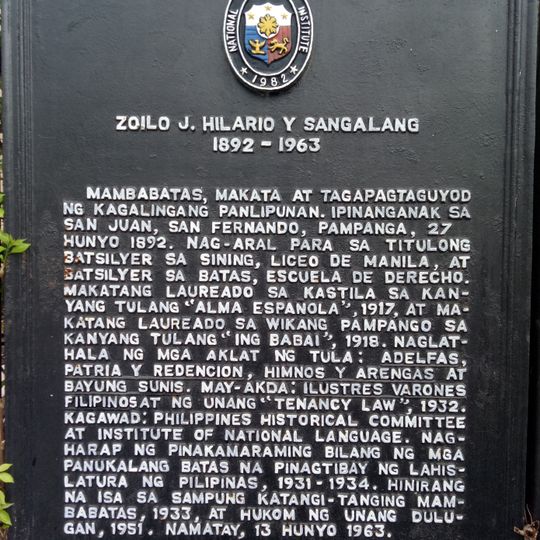 NATIONAL INSTITUTE
★ 1982 ★
ZOILO J. HILARIO Y SANGALANG
1892 – 1963
MAMBABATAS, MAKATA AT TAGAPAGTAGUYOD
NG KAGALINGANG PANLIPUNAN. IPINANGANAK SA
SAN JUAN, SAN FERNANDO, PAMPANGA, 27
HUNYO 1892. NAG-ARAL PARA SA TITULONG
BATSILYER SA SINING, LICEO DE MANILA, AT
BATSILYER SA BATAS, ESCUELA DE DERECHO.
MAKATANG LAUREADO SA KASTILA SA KAN-
YANG TULANG "ALMA ESPANOLA", 1917, AT MA-
KATANG LAUREADO SA WIKANG PAMPANGO SA
KANYANG TULANG "ING BABAI", 1918. NAGLAT-
HALA NG MGA AKLAT NG TULA: ADELFAS,
PATRIA Y REDENCION, HIMNOS Y ARENGAS AT
BAYUNG SUNIS. MAY-AKDA: ILUSTRES VARONES
FILIPINOS AT NG UNANG "TENANCY LAW", 1932.
KAGAWAD: PHILIPPINES HISTORICAL COMMITTEE
AT INSTITUTE OF NATIONAL LANGUAGE. NAG-
HARAP NG PINAKAMARAMING BILANG NG MGA
PANUKALANG BATAS NA PINAGTIBAY NG LAHIS-
LATURA NG PILIPINAS, 1931-1934. HINIRANG
NA ISA SA SAMPUNG KATANGI-TANGING MAM-
BABATAS, 1933, AT HUKOM NG UNANG DULU-
GAN, 1951. NAMATAY, 13 HUNYO 1963.